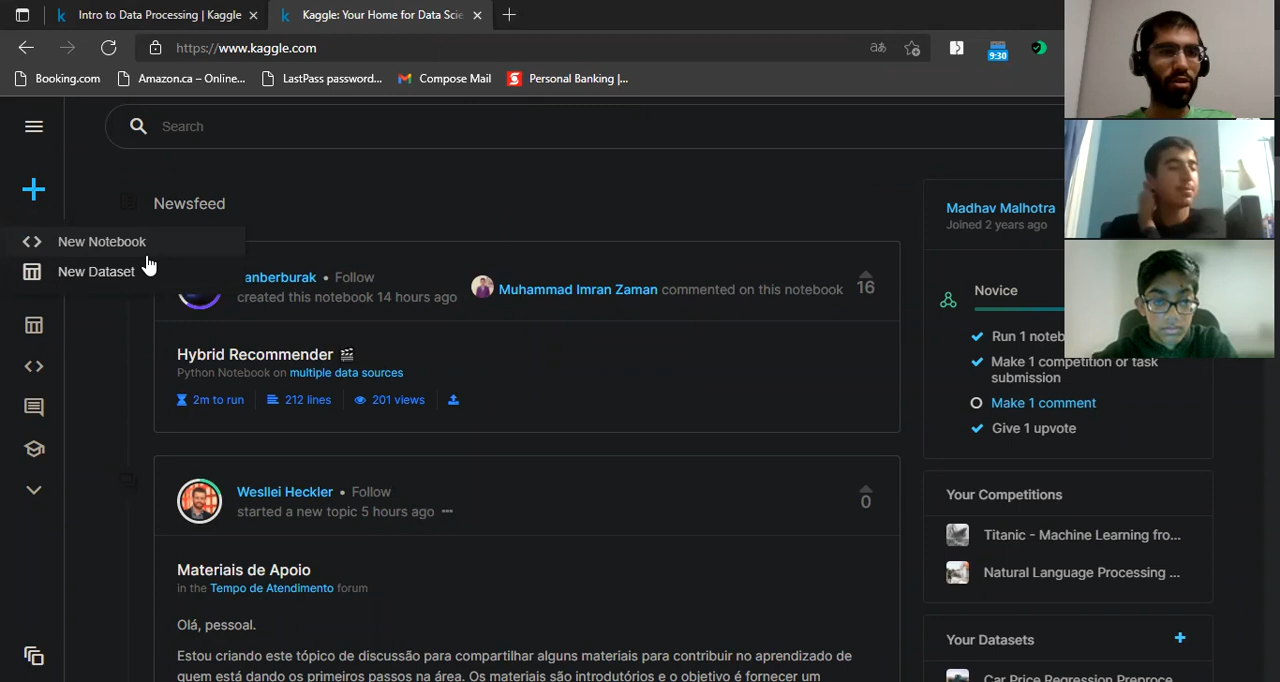 Intro to Data Processing | Kaggle
Kaggle: Your Home for Data Scie
https://www.kaggle.com
9:30
Booking.com
Amazon.ca – Online...
LastPass password...
Compose Mail
Personal Banking |...
Search
Newsfeed
New Notebook
New Dataset
anberburak • Follow
created this notebook 14 hours ago
Muhammad Imran Zaman commented on this notebook
16
Hybrid Recommender
Python Notebook on multiple data sources
2m to run
212 lines
201 views
Wesllei Heckler • Follow
started a new topic 5 hours ago
0
Materiais de Apoio
in the Tempo de Atendimento forum
Olá, pessoal.
Estou criando este tópico de discussão para compartilhar alguns materiais para contribuir no aprendizado de
quem está dando os primeiros passos na área. Os materiais são introdutórios e o objetivo é fornecer um
Madhav Malhotra
Joined 2 years ago
Novice
Run 1 noteb
Make 1 competition or task
submission
Make 1 comment
Give 1 upvote
Your Competitions
Titanic - Machine Learning fro...
Natural Language Processing ...
Your Datasets
Car Price Regression Preproce